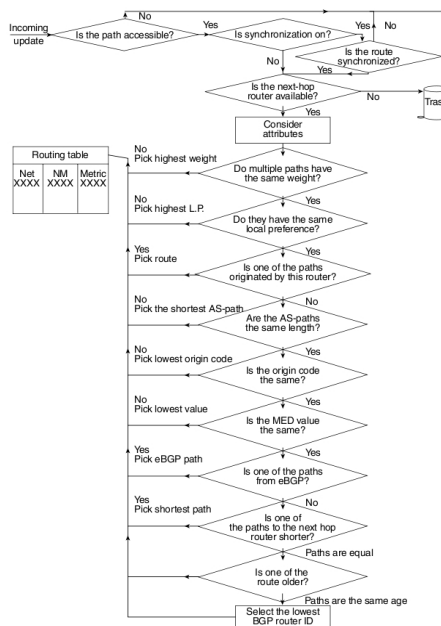 Incoming
update
Is the path accessible?
No
Yes
Is synchronization on?
Yes
No
Is the route
synchronized?
No
Yes
Is the next-hop
router available?
No
Yes
Consider
attributes
Routing table
Net
NM
Metric
XXXX
XXXX
XXXX
No
Pick highest weight
Do multiple paths have
the same weight?
Yes
No
Pick highest L.P.
Do they have the same
local preference?
Yes
Yes
Pick route
Is one of the paths
originated by this router?
No
No
Pick the shortest AS-path
Are the AS-paths
the same length?
Yes
No
Pick lowest origin code
Is the origin code
the same?
Yes
No
Pick lowest value
Is the MED value
the same?
Yes
Yes
Pick eBGP path
Is one of the paths
from eBGP?
No
Yes
Pick shortest path
Is one of
the paths to the next hop
router shorter?
Paths are equal
Is one of the
route older?
Paths are the same age
Select the lowest
BGP router ID